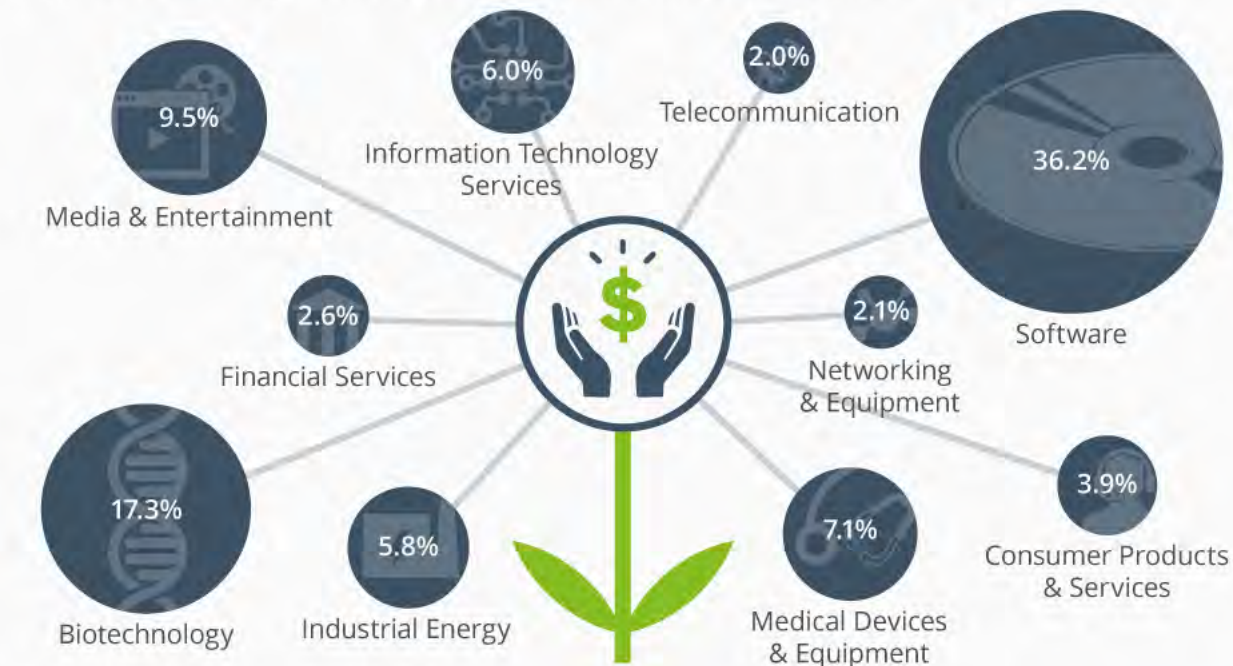 9.5%
Media & Entertainment
6.0%
Information Technology
Services
2.0%
Telecommunication
36.2%
Software
2.6%
Financial Services
$
2.1%
Networking
& Equipment
17.3%
Biotechnology
5.8%
Industrial Energy
7.1%
Medical Devices
& Equipment
3.9%
Consumer Products
& Services